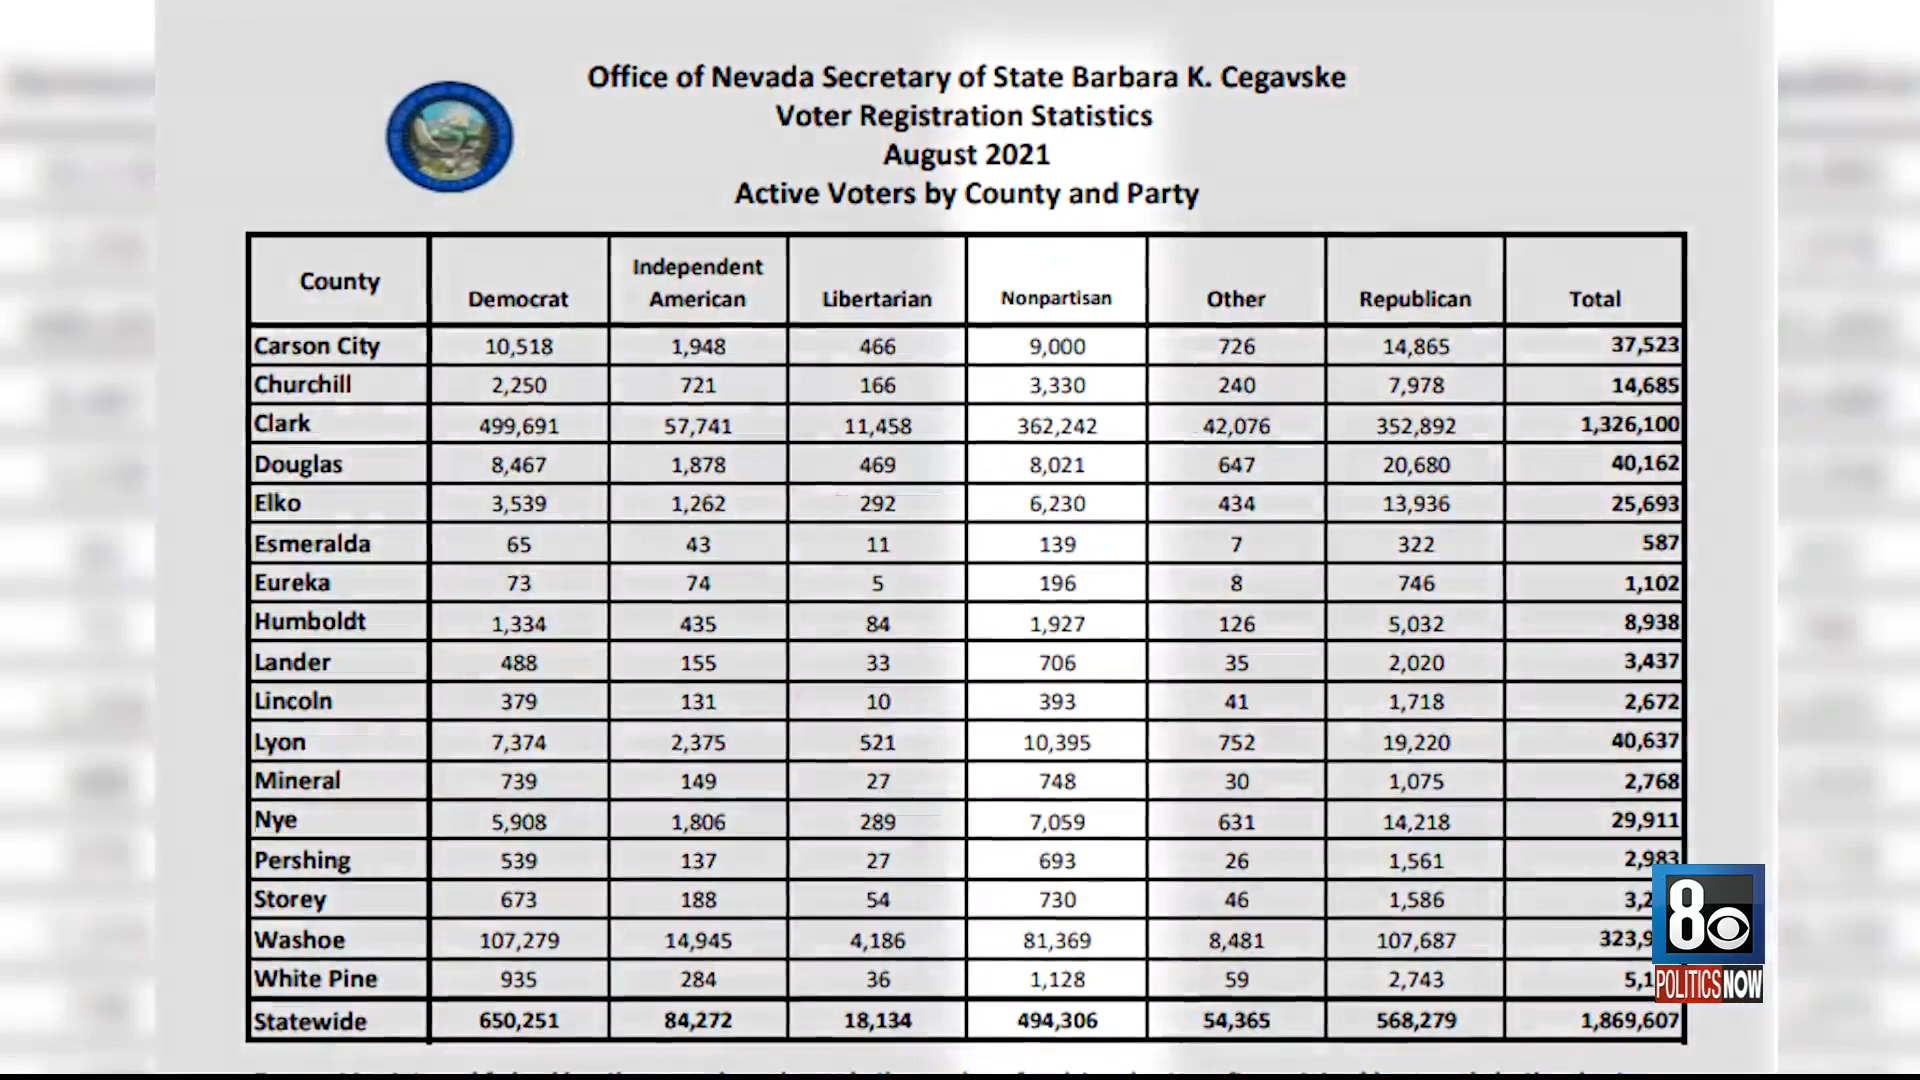 Office of Nevada Secretary of State Barbara K. Cegavske
Voter Registration Statistics
August 2021
Active Voters by County and Party
County Democrat Independent American Libertarian Nonpartisan Other Republican Total
Carson City 10,518 1,948 466 9,000 726 14,865 37,523
Churchill 2,250 721 166 3,330 240 7,978 14,685
Clark 499,691 57,741 11,458 362,242 42,076 352,892 1,326,100
Douglas 8,467 1,878 469 8,021 647 20,680 40,162
Elko 3,539 1,262 292 6,230 434 13,936 25,693
Esmeralda 65 43 11 139 7 322 587
Eureka 73 74 5 196 8 746 1,102
Humboldt 1,334 435 84 1,927 126 5,032 8,938
Lander 488 155 33 706 35 2,020 3,437
Lincoln 379 131 10 393 41 1,718 2,672
Lyon 7,374 2,375 521 10,395 752 19,220 40,637
Mineral 739 149 27 748 30 1,075 2,768
Nye 5,908 1,806 289 7,059 631 14,218 29,911
Pershing 539 137 27 693 26 1,561 2,983
Storey 673 188 54 730 46 1,586
Washoe 107,279 14,945 4,186 81,369 8,481 107,687
White Pine 935 284 36 1,128 59 2,743
Statewide 650,251 84,272 18,134 494,306 54,365 568,279 1,869,607
8
POLITICS NOW